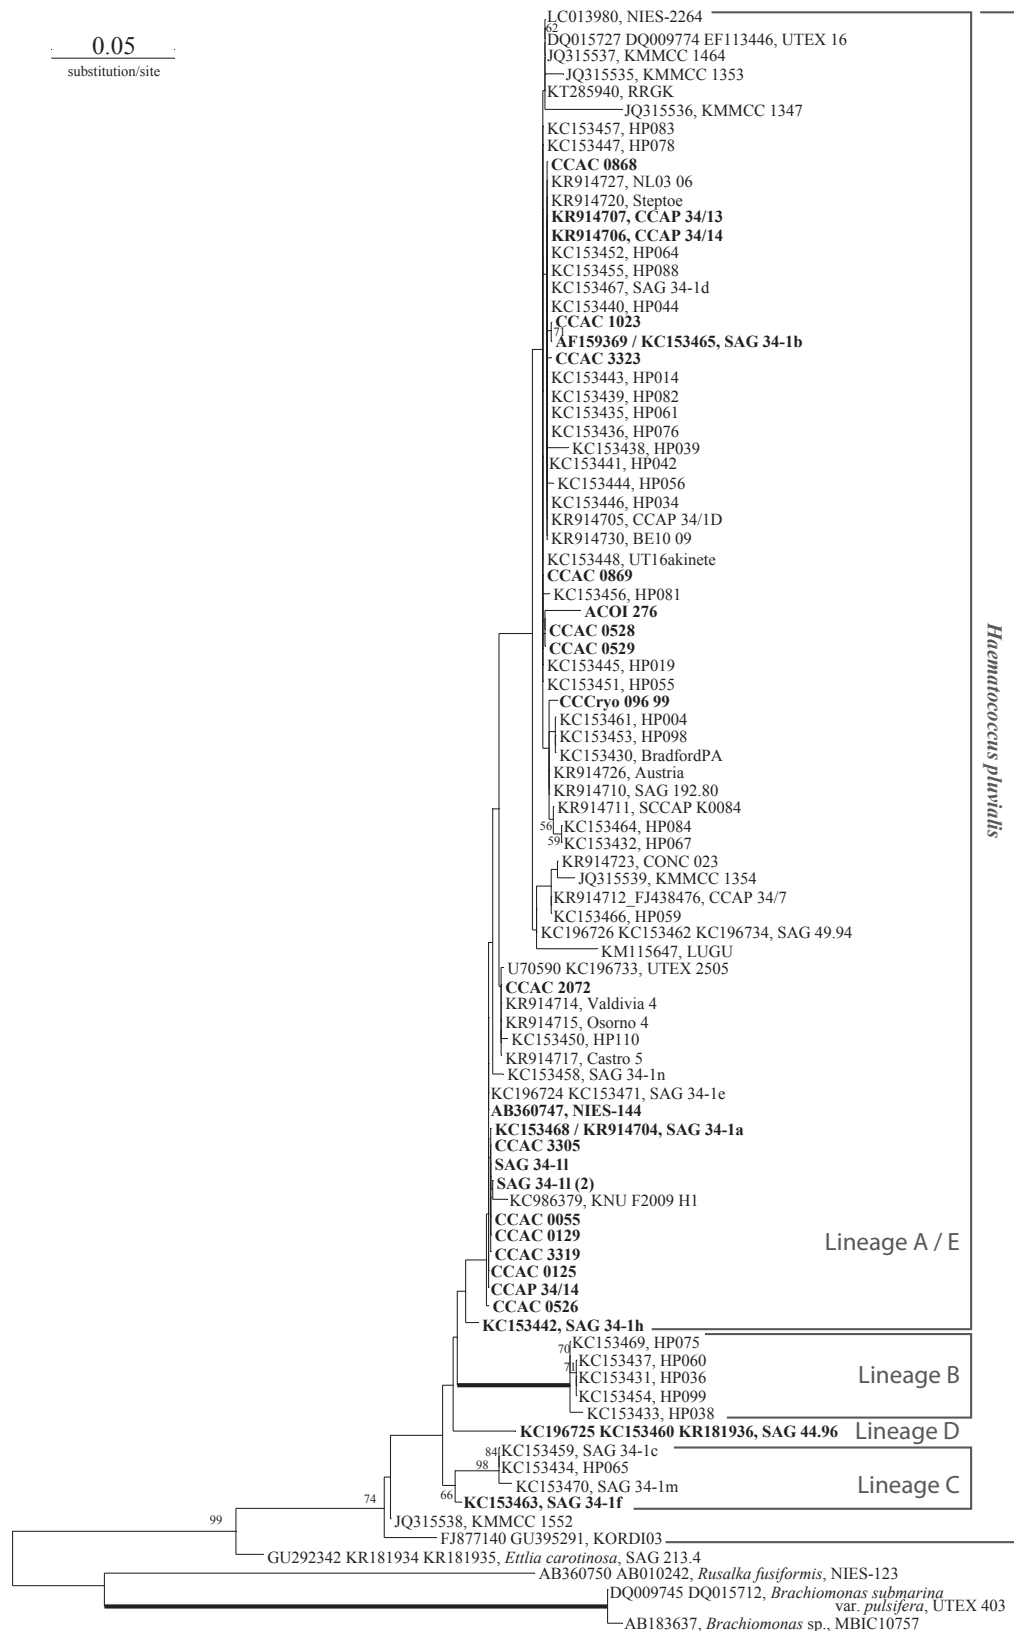 0.05
substitution/site
LC013980, NIES-2264
62
DQ015727 DQ009774 EF113446, UTEX 16
JQ315537, KMMCC 1464
JQ315535, KMMCC 1353
KT285940, RRGK
JQ315536, KMMCC 1347
KC153457, HP083
KC153447, HP078
CCAC 0868
KR914727, NL03 06
KR914720, Steptoe
KR914707, CCAP 34/13
KR914706, CCAP 34/14
KC153452, HP064
KC153455, HP088
KC153467, SAG 34-1d
KC153440, HP044
CCAC 1023
71
AF159369 / KC153465, SAG 34-1b
CCAC 3323
KC153443, HP014
KC153439, HP082
KC153435, HP061
KC153436, HP076
KC153438, HP039
KC153441, HP042
KC153444, HP056
KC153446, HP034
KR914705, CCAP 34/1D
KR914730, BE10 09
KC153448, UT16akinete
CCAC 0869
KC153456, HP081
ACOI 276
CCAC 0528
CCAC 0529
KC153445, HP019
KC153451, HP055
CCCryo 096 99
KC153461, HP004
KC153453, HP098
KC153430, BradfordPA
KR914726, Austria
KR914710, SAG 192.80
KR914711, SCCAP K0084
56
KC153464, HP084
59
KC153432, HP067
KR914723, CONC 023
JQ315539, KMMCC 1354
KR914712_FJ438476, CCAP 34/7
KC153466, HP059
KC196726 KC153462 KC196734, SAG 49.94
KM115647, LUGU
U70590 KC196733, UTEX 2505
CCAC 2072
KR914714, Valdivia 4
KR914715, Osorno 4
KC153450, HP110
KR914717, Castro 5
KC153458, SAG 34-1n
KC196724 KC153471, SAG 34-1e
AB360747, NIES-144
KC153468 / KR914704, SAG 34-1a
CCAC 3305
SAG 34-1l
SAG 34-1l (2)
KC986379, KNU F2009 H1
CCAC 0055
CCAC 0129
CCAC 3319
CCAC 0125
CCAP 34/14
CCAC 0526
KC153442, SAG 34-1h
Lineage A / E
Haematococcus pluvialis
70
KC153469, HP075
71
KC153437, HP060
KC153431, HP036
KC153454, HP099
KC153433, HP038
Lineage B
KC196725 KC153460 KR181936, SAG 44.96
Lineage D
84
KC153459, SAG 34-1c
98
KC153434, HP065
KC153470, SAG 34-1m
66
KC153463, SAG 34-1f
Lineage C
74
JQ315538, KMMCC 1552
99
FJ877140 GU395291, KORDI03
GU292342 KR181934 KR181935, Ettlia carotinosa, SAG 213.4
AB360750 AB010242, Rusalka fusiformis, NIES-123
DQ009745 DQ015712, Brachiomonas submarina
var. pulsifera, UTEX 403
AB183637, Brachiomonas sp., MBIC10757